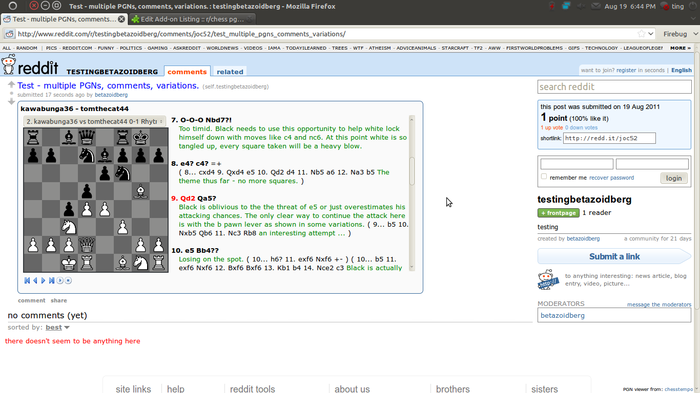 Test - multiple PGNs, comments, variations. : testingbetazoidberg - Mozilla Firefox
Aug 19 6:44 PM
ting
Test - multiple PGNs, comments...
Edit Add-on Listing :: r/chess pg...
http://www.reddit.com/r/testingbetazoidberg/comments/joc52/test_multiple_pgns_comments_variations/
Firebug
ALL - RANDOM | PICS - REDDIT.COM - FUNNY - POLITICS - GAMING - ASKREDDIT - WORLDNEWS - VIDEOS - IAMA - TODAYILEARNED - TREES - WTF - ATHEISM - ADVICEANIMALS - STARCRAFT - TF2 - AWW - FIRSTWORLDPROBLEMS - GIFS - TECHNOLOGY - LEAGUEOFLEGE
MORE »
reddit
TESTINGBETAZOIDBERG
comments
related
want to join? register in seconds | English
Test - multiple PGNs, comments, variations. (self.testingbetazoidberg)
submitted 17 seconds ago by betazoidberg
kawabunga36 - tomthecat44
2. kawabunga36 vs tomthecat44 0-1 Rhyt
7. O-O-O Nbd7?!
Too timid. Black needs to use this opportunity to help white lock
himself down with moves like c4 and nc6. At this point white is so
tangled up, every square taken will be a heavy blow.
8. e4? c4? =+
( 8... cxd4 9. Qxd4 e5 10. Qd2 d4 11. Nb5 a6 12. Na3 b5 The
theme thus far - no more squares. )
9. Qd2 Qa5?
Black is oblivious to the the threat of e5 or just overestimates his
attacking chances. The only clear way to continue the attack here
is with the b pawn lever as shown in some variations. ( 9... b5 10.
Nxb5 Qb6 11. Nc3 Rb8 an interesting attempt ... )
10. e5 Bb4??
Losing on the spot. ( 10... h6? 11. exf6 Nxf6 +- ) ( 10... b5 11.
exf6 Nxf6 12. Bxf6 Bxf6 13. Kb1 b4 14. Nce2 c3 Black is actually
comment share
no comments (yet)
sorted by: best
there doesn't seem to be anything here
search reddit
this post was submitted on 19 Aug 2011
1 point (100% like it)
1 up vote 0 down votes
shortlink: http://redd.it/joc52
remember me recover password
login
testingbetazoidberg
+ frontpage 1 reader
testing
created by betazoidberg
a community for 21 days
Submit a link
to anything interesting: news article, blog
entry, video, picture...
MODERATORS
message the moderators
betazoidberg
site links
help
reddit tools
about us
brothers
sisters
PGN viewer from: chesstempo